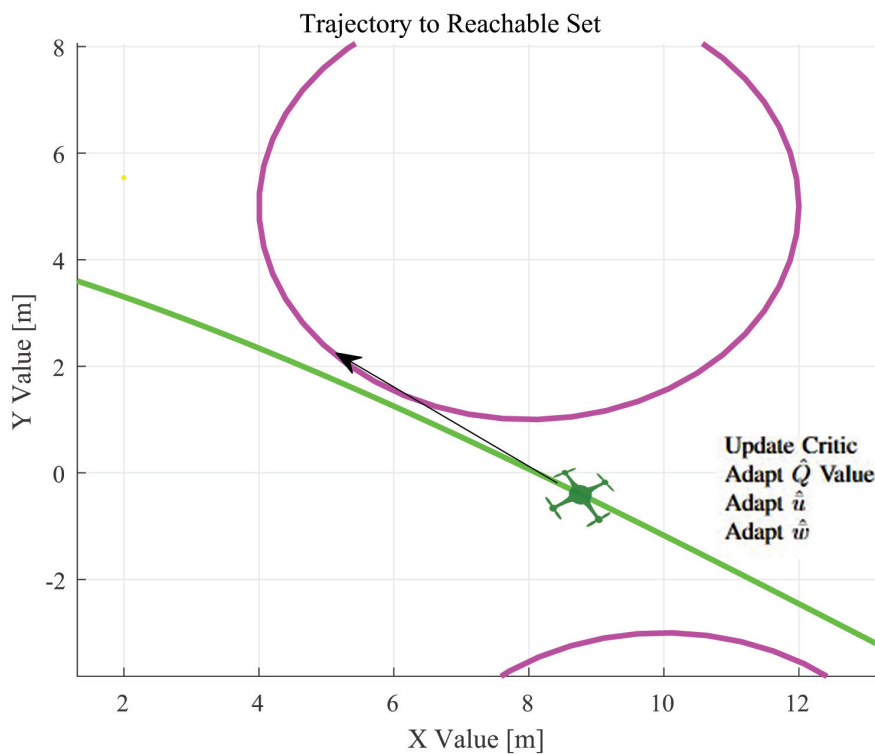 Trajectory to Reachable Set
8
6
4
2
0
-2
Y Value [m]
Update Critic
Adapt Q̂ Value
Adapt û̂
Adapt ŵ̂
2 4 6 8 10 12
X Value [m]